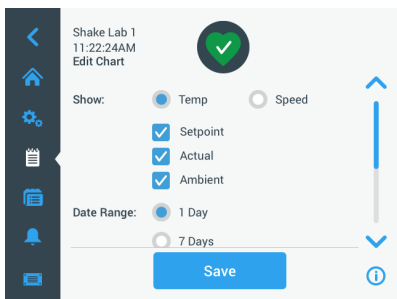 Shake Lab 1
11:22:24AM
Edit Chart
Show: Temp Speed
Setpoint
Actual
Ambient
Date Range: 1 Day
7 Days
Save